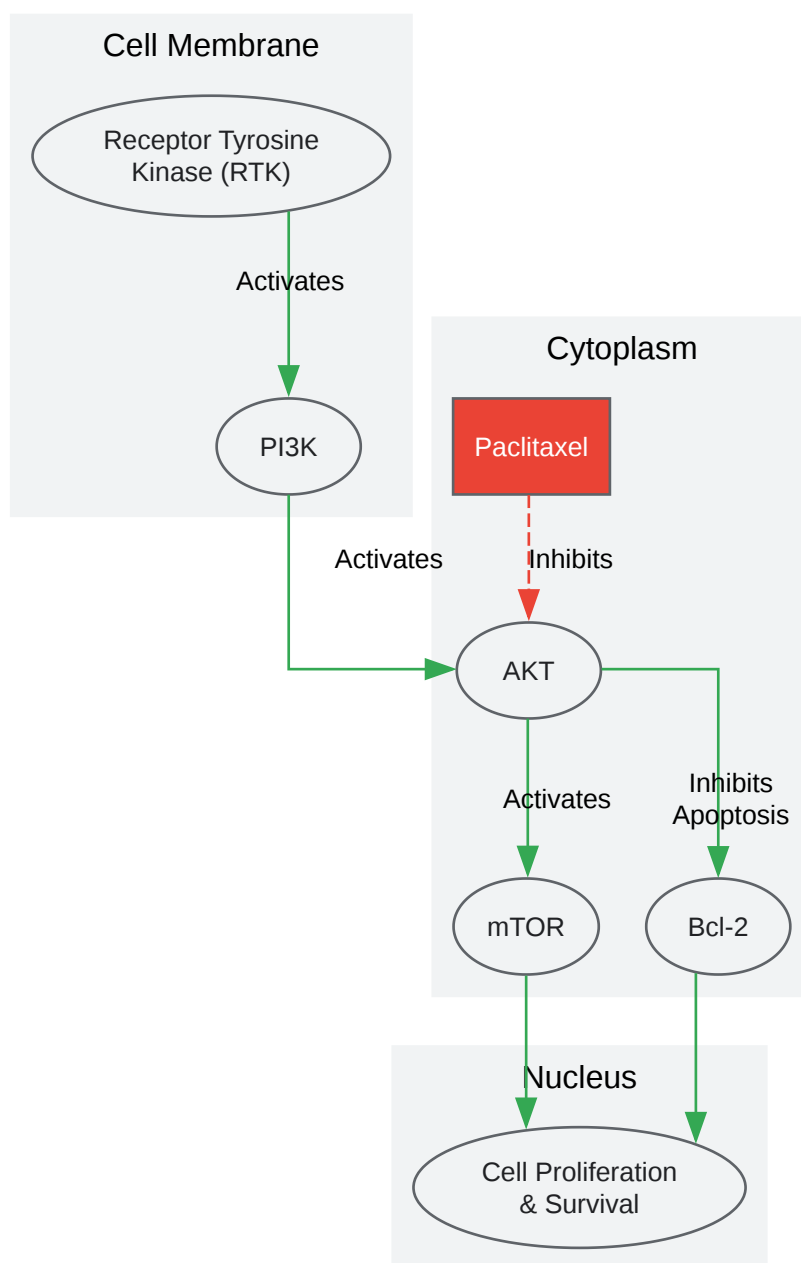 Cell Membrane
Receptor Tyrosine
Kinase (RTK)
Activates
Cytoplasm
PI3K
Paclitaxel
Activates
Inhibits
AKT
Activates
Inhibits
Apoptosis
mTOR
Bcl-2
Nucleus
Cell Proliferation
& Survival